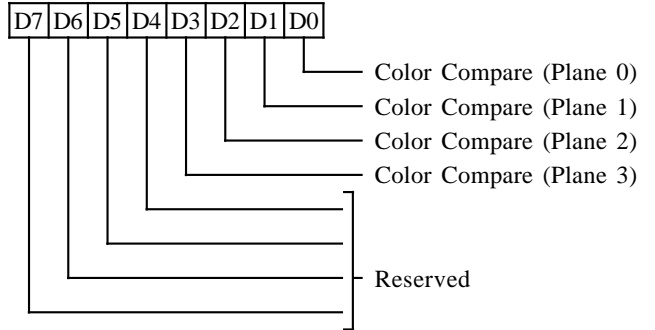 D7 D6 D5 D4 D3 D2 D1 D0
Color Compare (Plane 0)
Color Compare (Plane 1)
Color Compare (Plane 2)
Color Compare (Plane 3)
Reserved